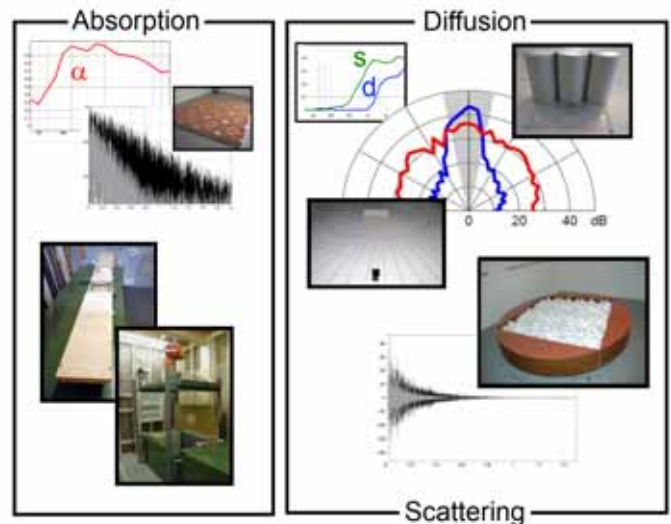 Absorption
α
Diffusion
s
d
0 20 40 dB
Scattering